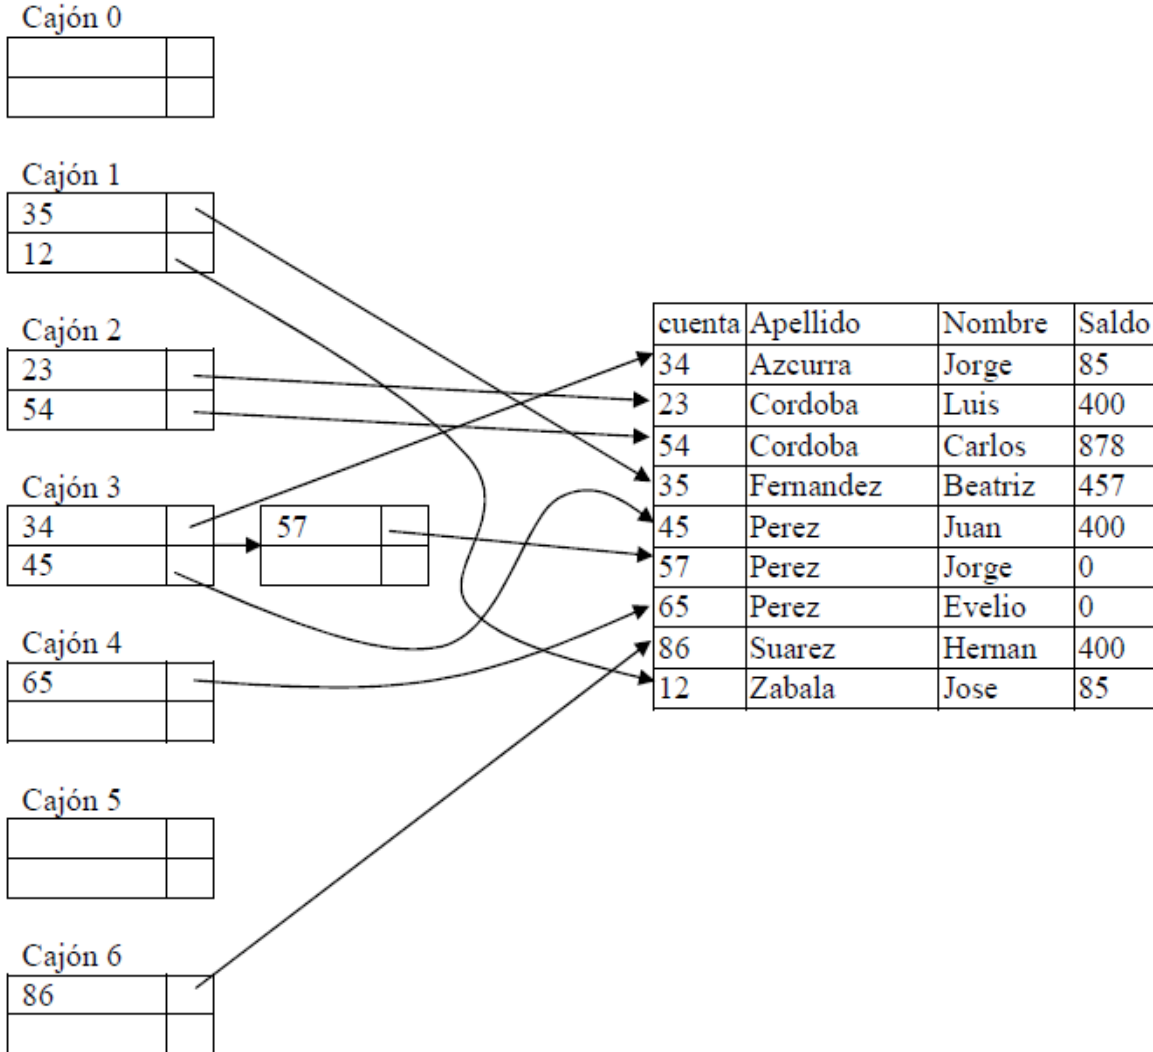 Cajón 0
Cajón 1
35
12
Cajón 2
23
54
Cajón 3
34
45
57
Cajón 4
65
Cajón 5
Cajón 6
86
cuenta Apellido Nombre Saldo
34 Azcurra Jorge 85
23 Cordoba Luis 400
54 Cordoba Carlos 878
35 Fernandez Beatriz 457
45 Perez Juan 400
57 Perez Jorge 0
65 Perez Evelio 0
86 Suarez Hernan 400
12 Zabala Jose 85